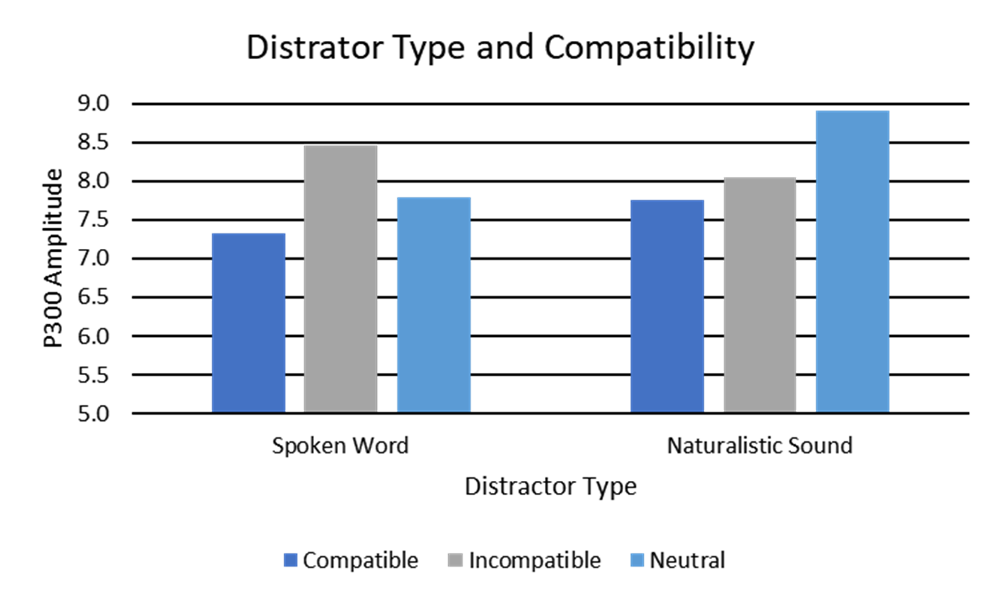 Distrator Type and Compatibility
9.0
8.5
8.0
7.5
7.0
6.5
6.0
5.5
5.0
P300 Amplitude
Spoken Word Naturalistic Sound
Distractor Type
Compatible Incompatible Neutral